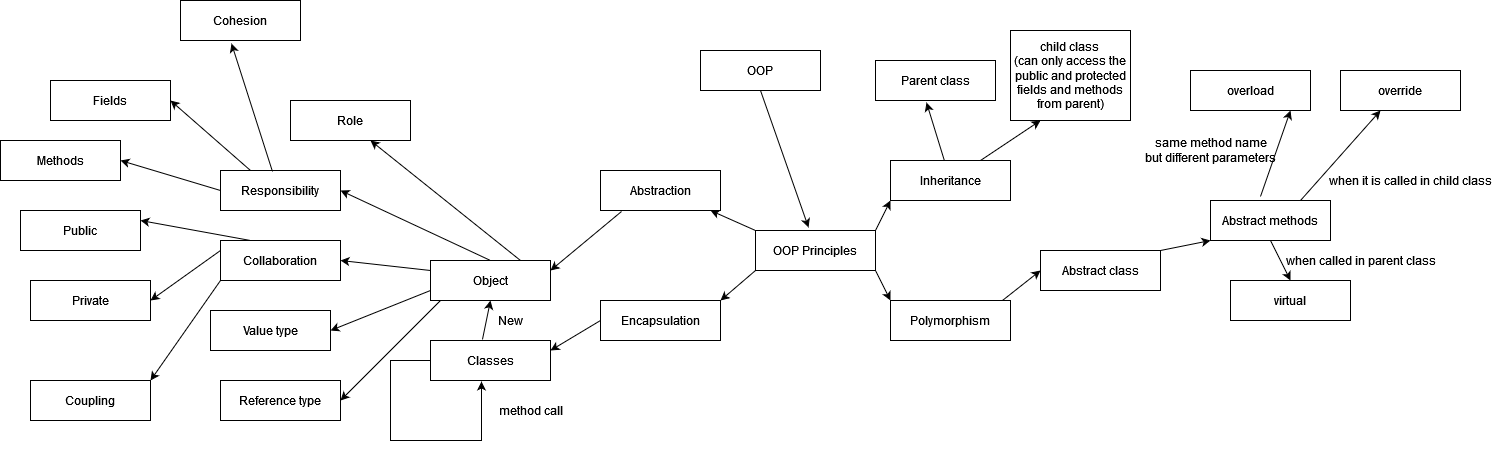 Cohesion
OOP
child class
(can only access the
public and protected
fields and methods
from parent)
Parent class
overload
override
Fields
Role
same method name
but different parameters
Methods
Responsibility
Abstraction
Inheritance
when it is called in child class
Public
Abstract methods
Collaboration
OOP Principles
when called in parent class
Object
Abstract class
Private
virtual
New
Value type
Encapsulation
Polymorphism
Classes
Coupling
Reference type
method call